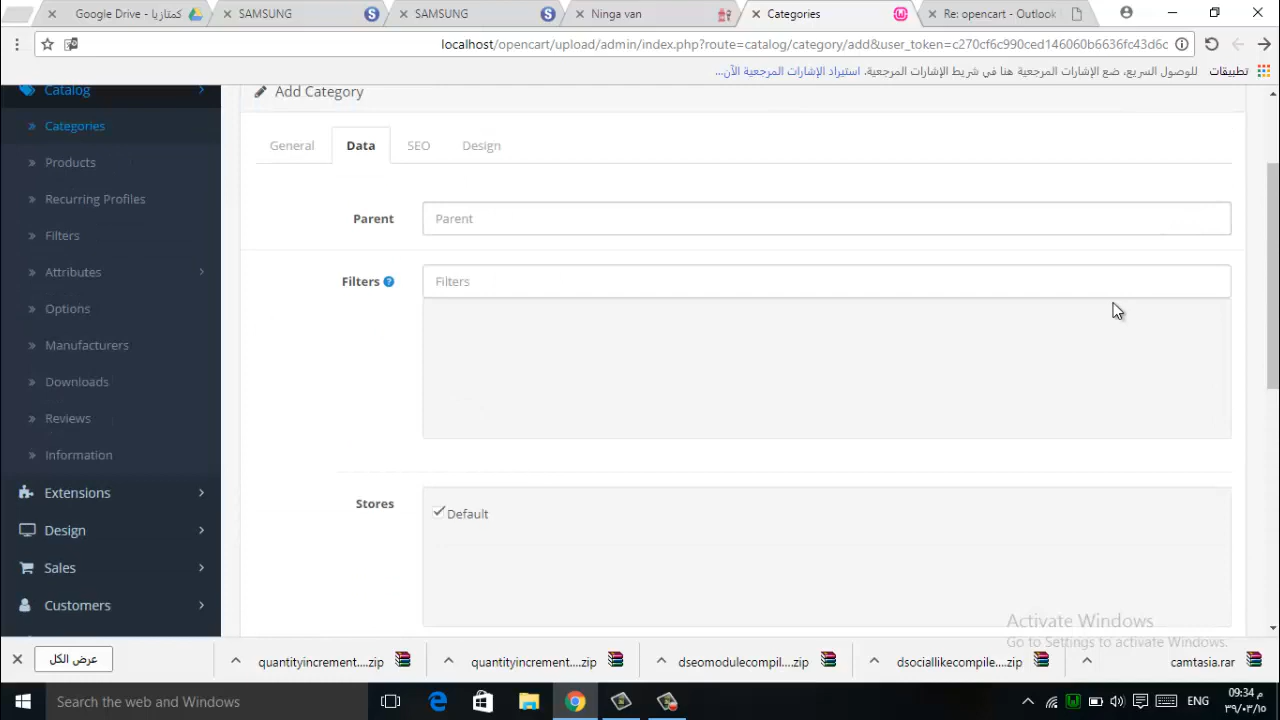 كمتازيا - Google Drive
SAMSUNG
SAMSUNG
Ninga van
Categories
Re: opencart - Outlook
localhost/opencart/upload/admin/index.php?route=catalog/category/add&user_token=c270cf6c990ced146060b6636fc43d6c
تطبيقات
للوصول السريع، ضع الإشارات المرجعية هنا في شريط الإشارات المرجعية. استيراد الإشارات المرجعية الآن...
Catalog
Categories
Products
Recurring Profiles
Filters
Attributes
Options
Manufacturers
Downloads
Reviews
Information
Extensions
Design
Sales
Customers
Add Category
General
Data
SEO
Design
Parent
Parent
Filters
Filters
Stores
Default
Activate Windows
Go to Settings to activate Windows.
عرض الكل
quantityincrement....zip
quantityincrement....zip
dseomodulecompil....zip
dsociallikecompile....zip
camtasia.rar
Search the web and Windows
ENG
09:34 م
٣٩/٠٣/١٥